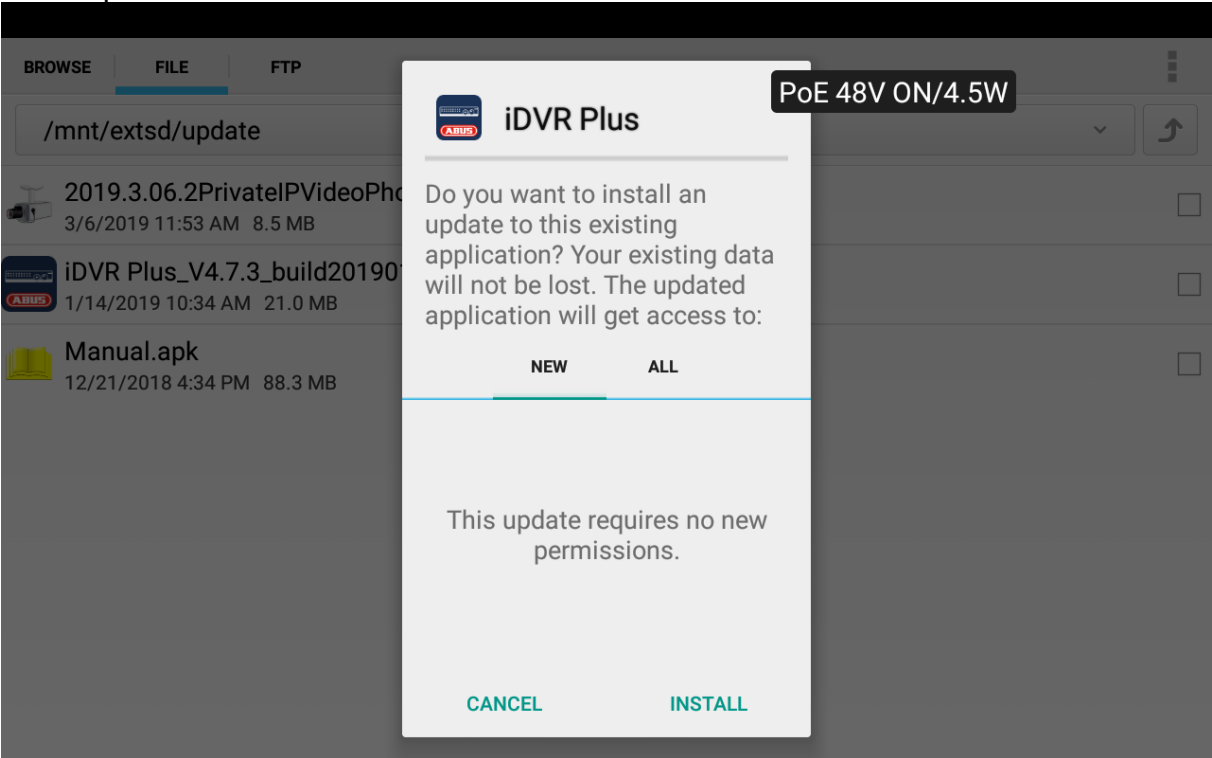 BROWSE FILE FTP
PoE 48V ON/4.5W
/mnt/extsd/update
2019.3.06.2PrivateIPVideoPho
3/6/2019 11:53 AM 8.5 MB
ABUS
iDVR Plus_V4.7.3_build20190
1/14/2019 10:34 AM 21.0 MB
Manual.apk
12/21/2018 4:34 PM 88.3 MB
ABUS
iDVR Plus
Do you want to install an
update to this existing
application? Your existing data
will not be lost. The updated
application will get access to:
NEW ALL
This update requires no new
permissions.
CANCEL INSTALL